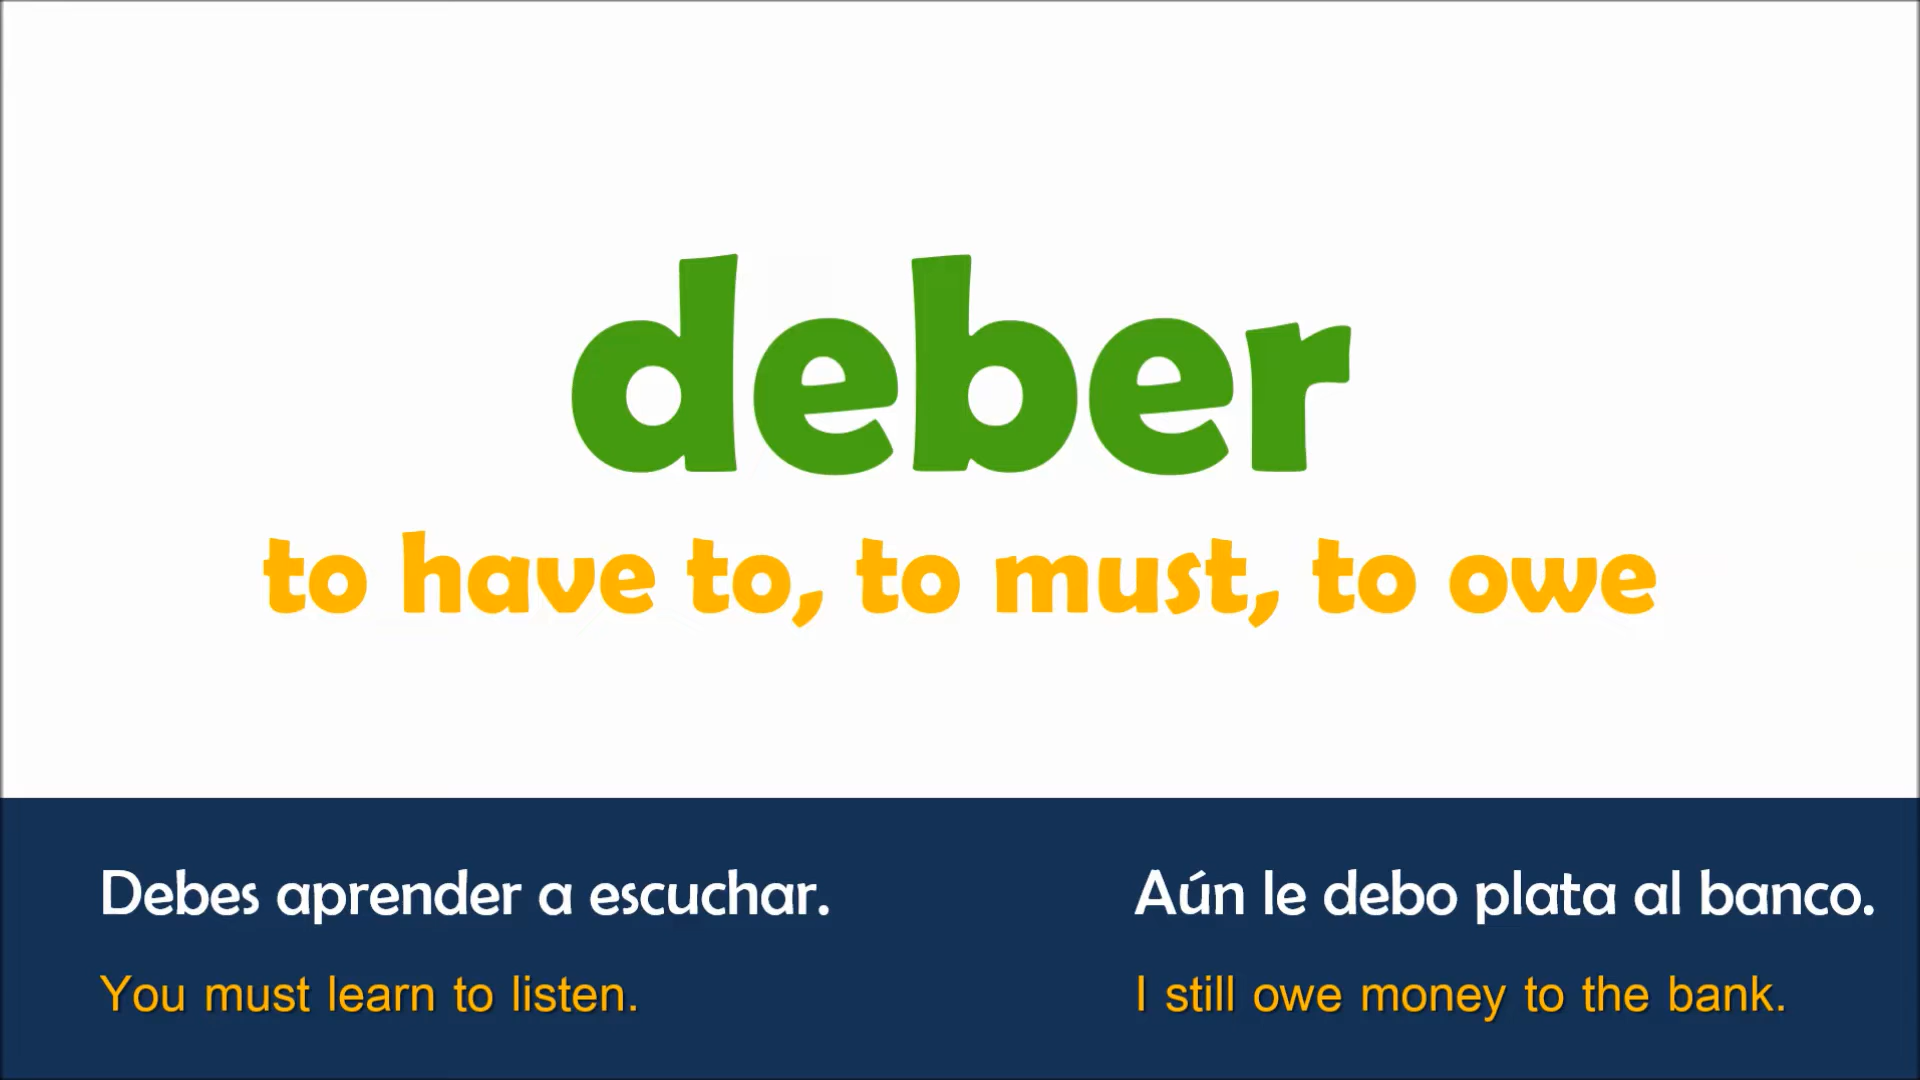 deber
to have to, to must, to owe
Debes aprender a escuchar.
You must learn to listen.
Aún le debo plata al banco.
I still owe money to the bank.